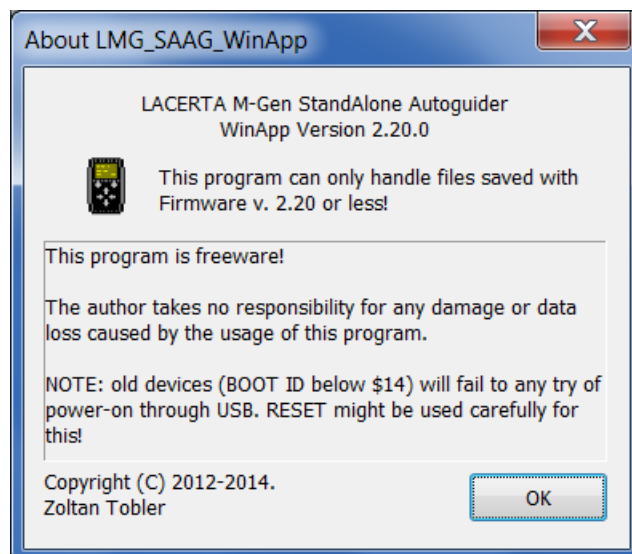 About LMG_SAAG_WinApp
LACERTA M-Gen StandAlone Autoguider
WinApp Version 2.20.0
This program can only handle files saved with
Firmware v. 2.20 or less!
This program is freeware!
The author takes no responsibility for any damage or data
loss caused by the usage of this program.
NOTE: old devices (BOOT ID below $14) will fail to any try of
power-on through USB. RESET might be used carefully for
this!
Copyright (C) 2012-2014.
Zoltan Tobler
OK